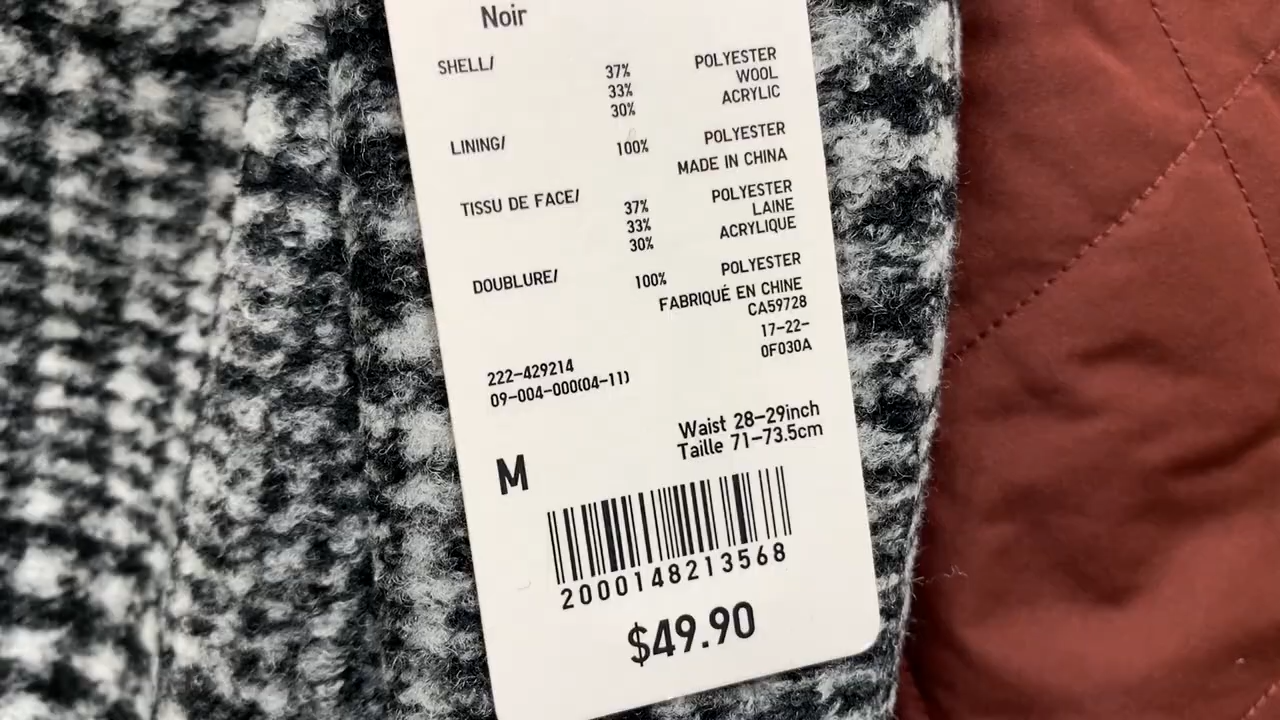 Noir
SHELL/ 37% POLYESTER
33% WOOL
30% ACRYLIC
LINING/ 100% POLYESTER
MADE IN CHINA
TISSU DE FACE/ 37% POLYESTER
33% LAINE
30% ACRYLIQUE
DOUBLURE/ 100% POLYESTER
FABRIQUÉ EN CHINE
CA59728
17-22-
0F030A
222-429214
09-004-000(04-11)
Waist 28-29inch
Taille 71-73.5cm
M
2000148213568
$49.90